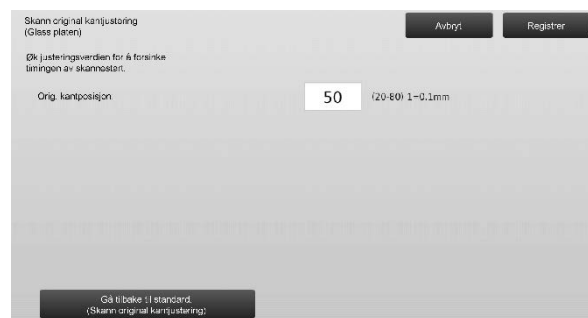 Skann original kantjustering
(Glass platen)
Avbryt
Registrer
Øk justeringsverdien for å forsinke
timingen av skannestart.
Orig. kantposisjon
50
(20-80) 1=0.1mm
Gå tilbake til standard.
(Skann original kantjustering)